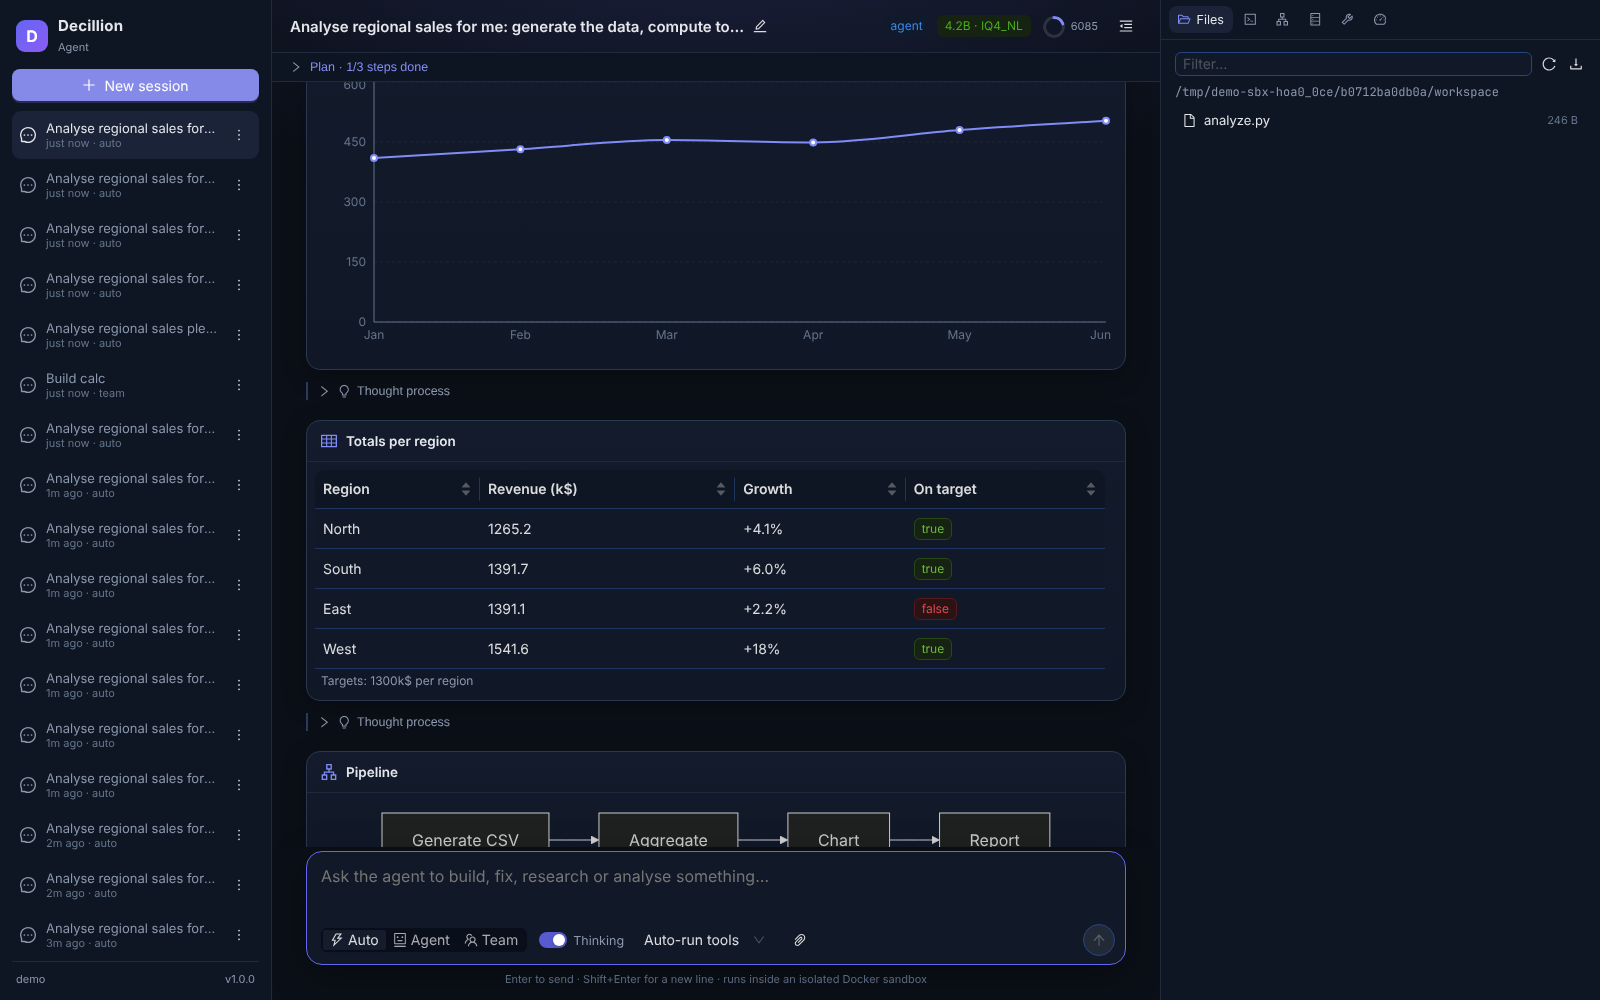 D
Decillion
Agent
New session
Analyse regional sales for...
just now · auto
Analyse regional sales for...
just now · auto
Analyse regional sales for...
just now · auto
Analyse regional sales for...
just now · auto
Analyse regional sales ple...
just now · auto
Build calc
just now · team
Analyse regional sales for...
just now · auto
Analyse regional sales for...
1m ago · auto
Analyse regional sales for...
1m ago · auto
Analyse regional sales for...
1m ago · auto
Analyse regional sales for...
1m ago · auto
Analyse regional sales for...
1m ago · auto
Analyse regional sales for...
1m ago · auto
Analyse regional sales for...
1m ago · auto
Analyse regional sales for...
2m ago · auto
Analyse regional sales for...
2m ago · auto
Analyse regional sales for...
3m ago · auto
demo v1.0.0
Analyse regional sales for me: generate the data, compute to... agent 4.2B · IQ4_NL 6085
Plan · 1/3 steps done
600
450
300
150
0
Jan Feb Mar Apr May Jun
Thought process
Totals per region
Region Revenue (k$) Growth On target
North 1265.2 +4.1% true
South 1391.7 +6.0% true
East 1391.1 +2.2% false
West 1541.6 +18% true
Targets: 1300k$ per region
Thought process
Pipeline
Generate CSV Aggregate Chart Report
Ask the agent to build, fix, research or analyse something...
Auto Agent Team Thinking Auto-run tools
Enter to send · Shift+Enter for a new line · runs inside an isolated Docker sandbox
Files
Filter...
/tmp/demo-sbx-hoa0_0ce/b0712ba0db0a/workspace
analyze.py 246 B